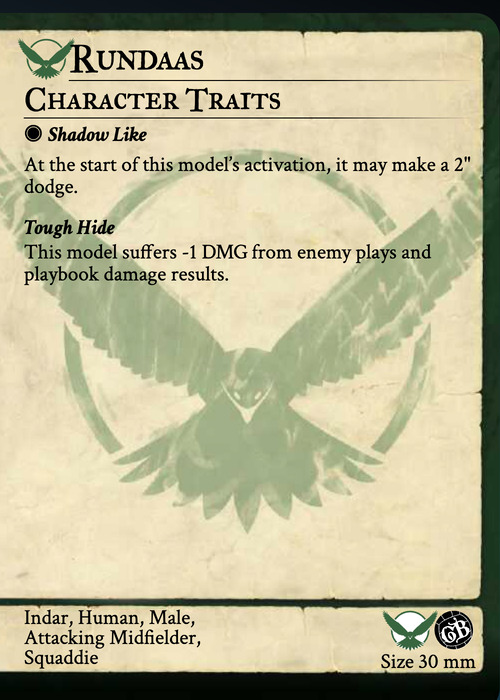 Rundaas
Character Traits
Shadow Like
At the start of this model's activation, it may make a 2"
dodge.
Tough Hide
This model suffers -1 DMG from enemy plays and
playbook damage results.
Indar, Human, Male,
Attacking Midfielder,
Squaddie
GB
Size 30 mm